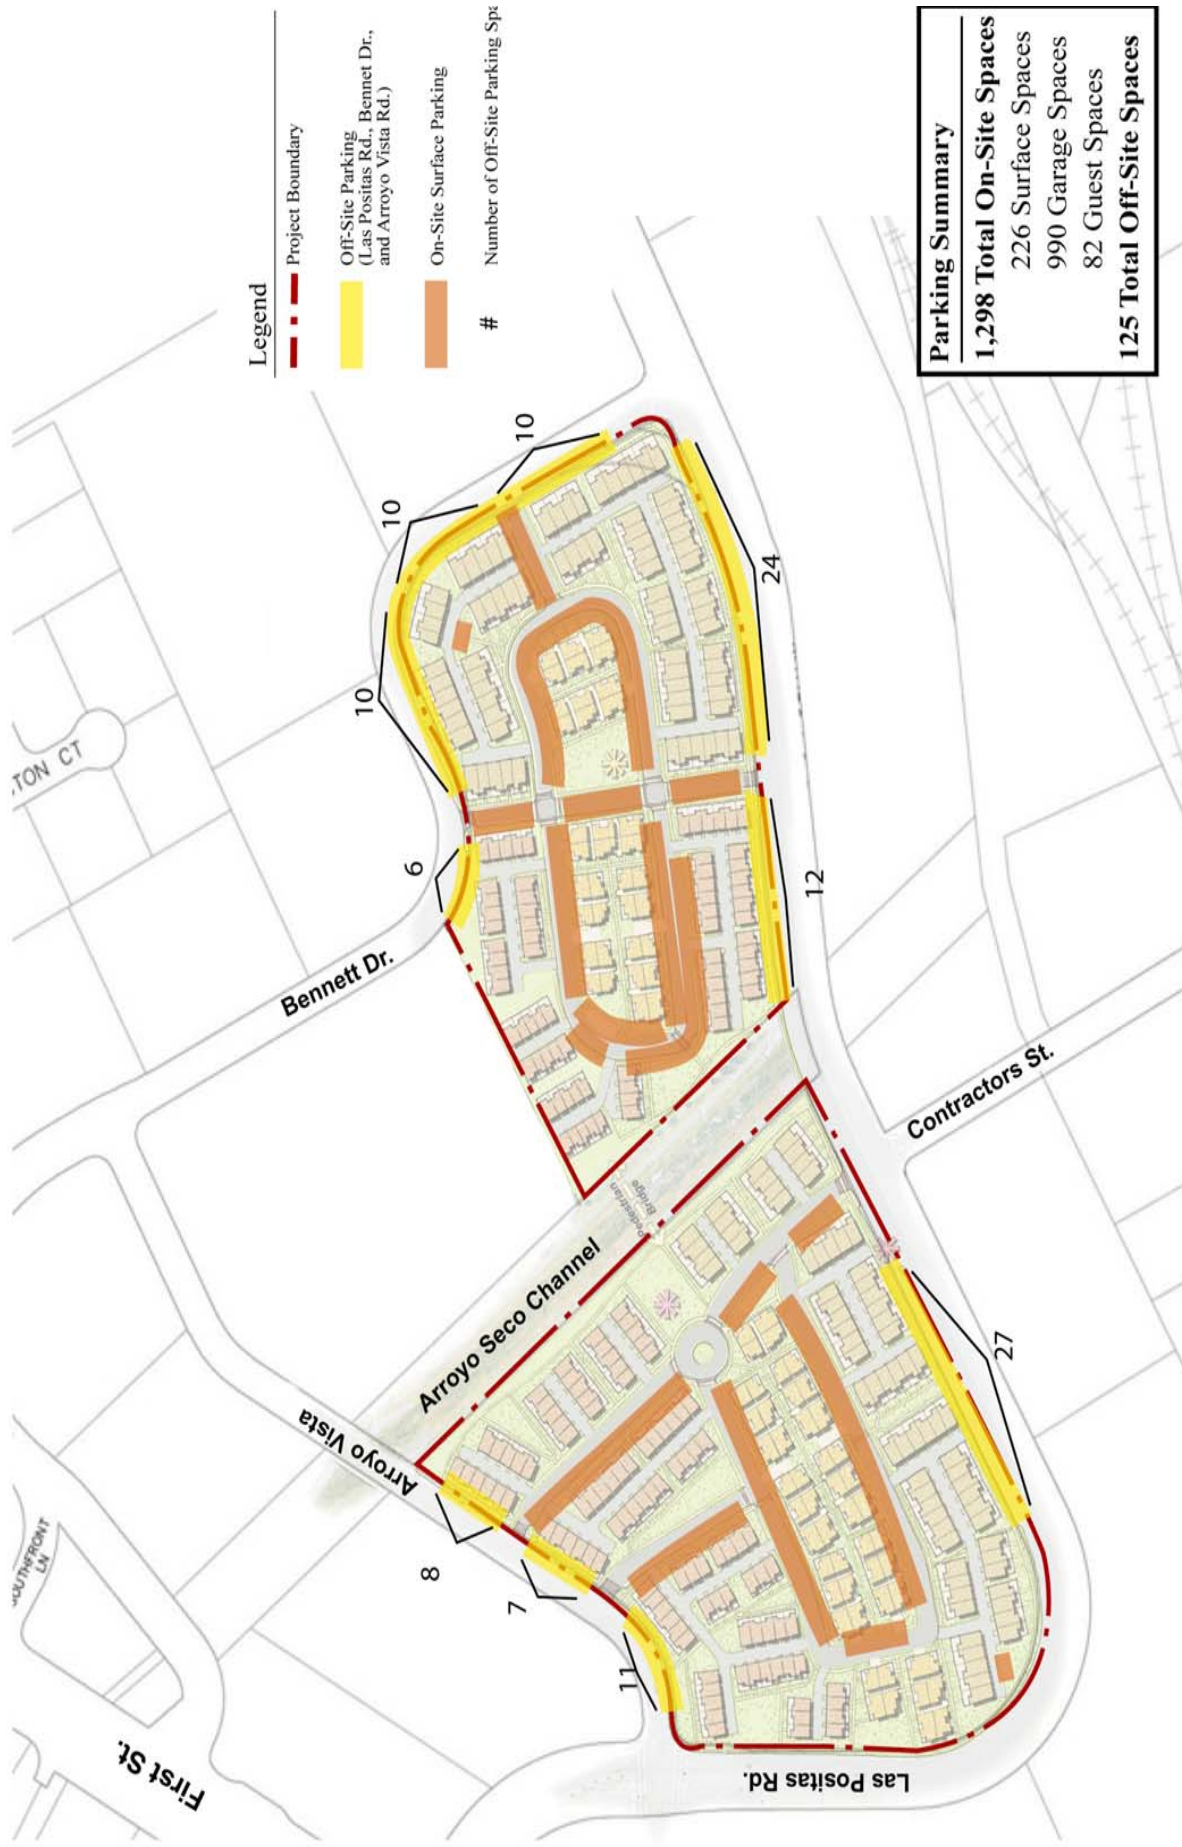 Legend
Project Boundary
Off-Site Parking
(Las Positas Rd., Bennet Dr.,
and Arroyo Vista Rd.)
On-Site Surface Parking
# Number of Off-Site Parking Spa
Parking Summary
1,298 Total On-Site Spaces
226 Surface Spaces
990 Garage Spaces
82 Guest Spaces
125 Total Off-Site Spaces
First St.
LN
TON CT
Bennett Dr.
Arroyo Vista
Arroyo Seco Channel
Pedestrian
Bridge
Contractors St.
Las Positas Rd.
11
7
8
6
10
10
10
24
12
27